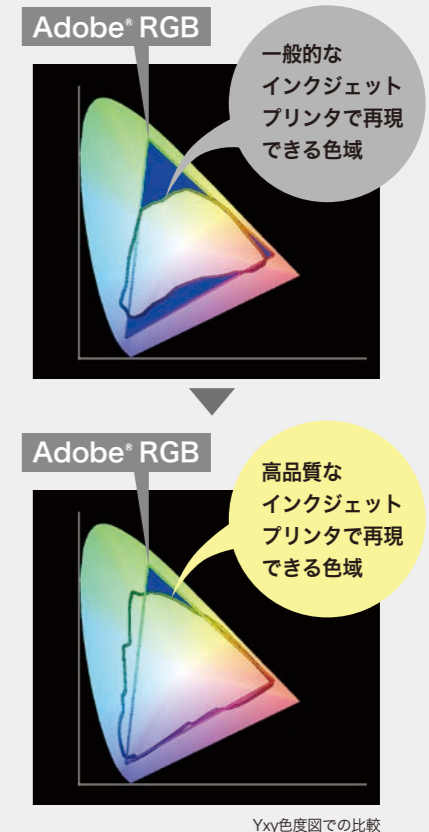 Adobe® RGB
一般的な
インクジェット
プリンタで再現
できる色域
Adobe® RGB
高品質な
インクジェット
プリンタで再現
できる色域
Yxy色度図での比較